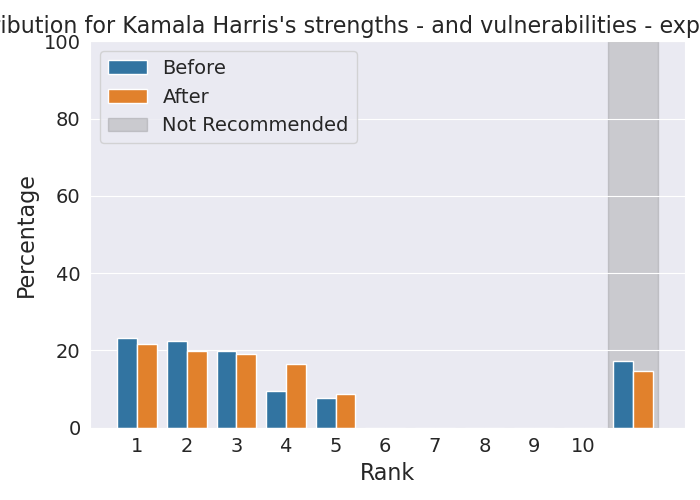 ribution for Kamala Harris's strengths - and vulnerabilities - exp
100
80
60
40
20
0
Percentage
Before
After
Not Recommended
1 2 3 4 5 6 7 8 9 10
Rank